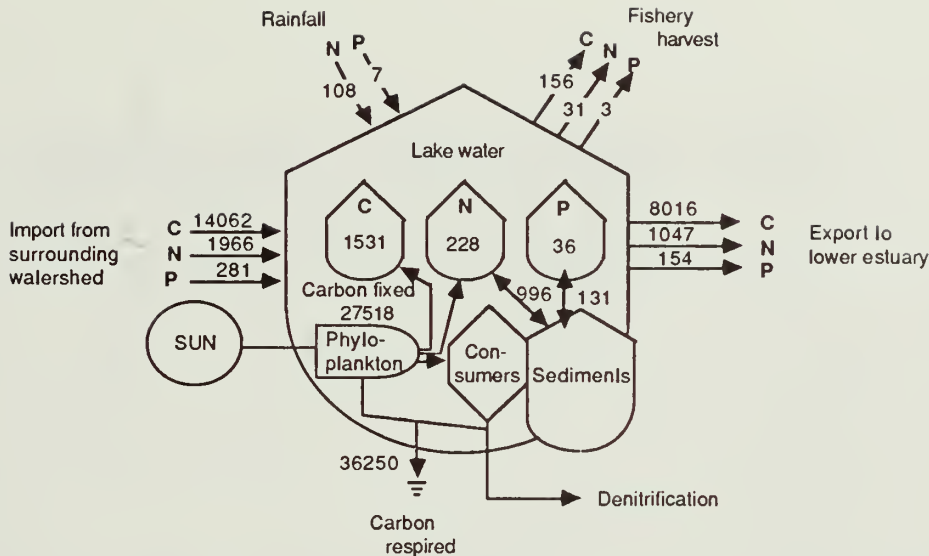 Rainfall
Fishery
harvest
N P
C N P
108 7
156 31 3
Lake water
C N P
1531 228 36
Import from
surrounding
walershed
C 14062
N 1966
P 281
8016 C
1047 N
154 P
Export lo
lower estuary
Carbon fixed
27518
996 131
SUN
Phylo-
plankton
Con-
sumers
Sedimenls
36250
Denitrification
Carbon
respired